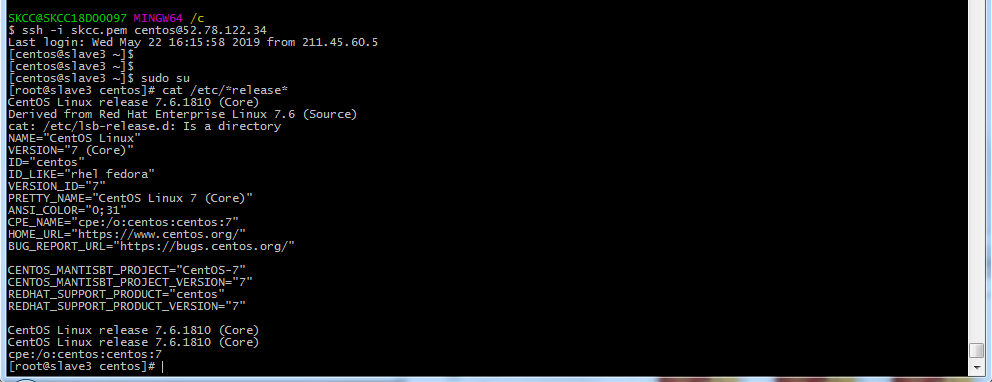 SKCC@SKCC18D00097 MINGW64 /c
$ ssh -i skcc.pem centos@52.78.122.34
Last login: Wed May 22 16:15:58 2019 from 211.45.60.5
[centos@slave3 ~]$
[centos@slave3 ~]$
[centos@slave3 ~]$ sudo su
[root@slave3 centos]# cat /etc/*release*
CentOS Linux release 7.6.1810 (Core)
Derived from Red Hat Enterprise Linux 7.6 (Source)
cat: /etc/lsb-release.d: Is a directory
NAME="CentOS Linux"
VERSION="7 (Core)"
ID="centos"
ID_LIKE="rhel fedora"
VERSION_ID="7"
PRETTY_NAME="CentOS Linux 7 (Core)"
ANSI_COLOR="0;31"
CPE_NAME="cpe:/o:centos:centos:7"
HOME_URL="https://www.centos.org/"
BUG_REPORT_URL="https://bugs.centos.org/"

CENTOS_MANTISBT_PROJECT="CentOS-7"
CENTOS_MANTISBT_PROJECT_VERSION="7"
REDHAT_SUPPORT_PRODUCT="centos"
REDHAT_SUPPORT_PRODUCT_VERSION="7"

CentOS Linux release 7.6.1810 (Core)
CentOS Linux release 7.6.1810 (Core)
cpe:/o:centos:centos:7
[root@slave3 centos]#